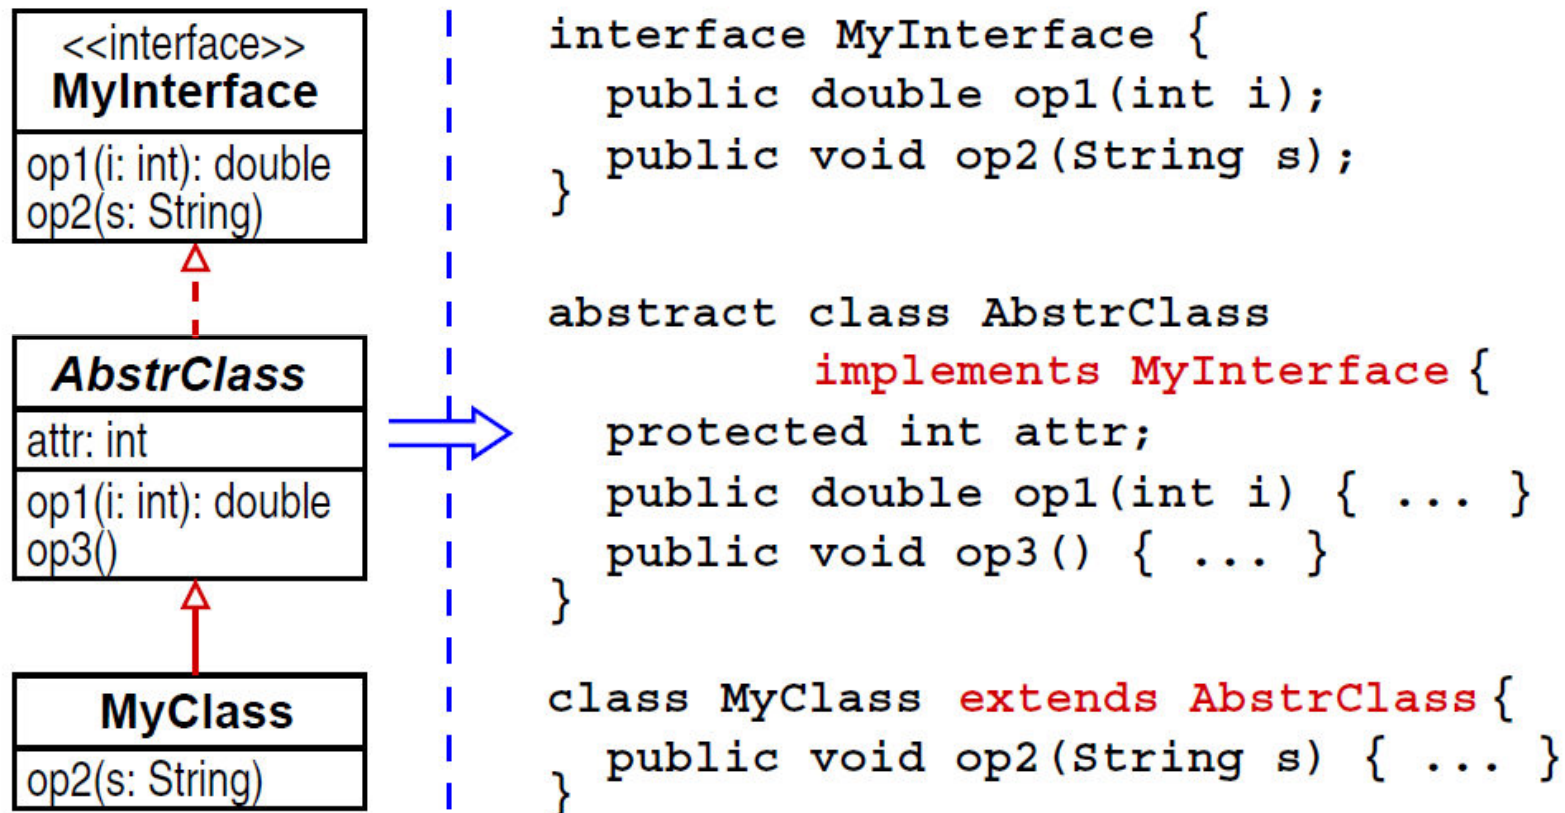 <<interface>>
MyInterface
op1(i: int): double
op2(s: String)
AbstrClass
attr: int
op1(i: int): double
op3()
MyClass
op2(s: String)
interface MyInterface {
public double op1(int i);
public void op2(String s);
}
abstract class AbstrClass
implements MyInterface {
protected int attr;
public double op1(int i) { ... }
public void op3() { ... }
}
class MyClass extends AbstrClass {
public void op2(String s) { ... }
}